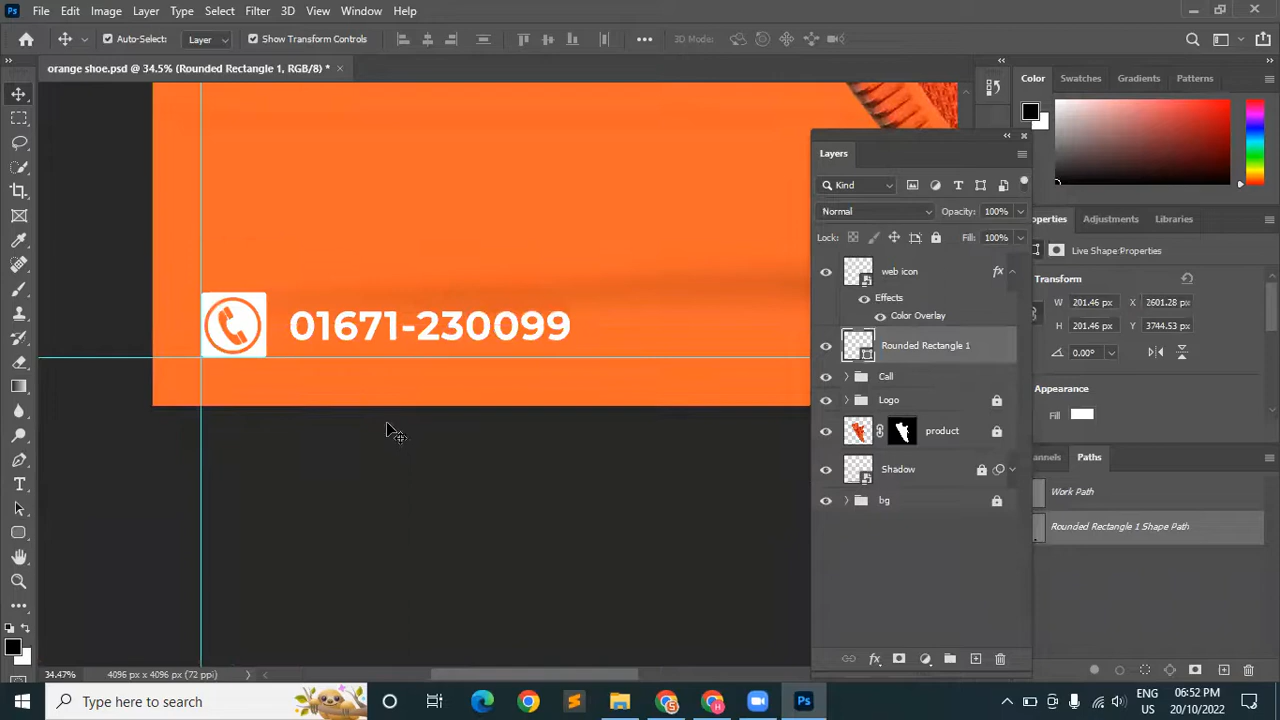 File Edit Image Layer Type Select Filter 3D View Window Help
Auto-Select: Layer Show Transform Controls 3D Mode:
orange shoe.psd @ 34.5% (Rounded Rectangle 1, RGB/8) *
Color Swatches Gradients Patterns
Layers
Kind
Normal Opacity: 100%
Lock: Fill: 100%
web icon fx
Effects
Color Overlay
Rounded Rectangle 1
Call
Logo
product
Shadow
bg
fx
operties Adjustments Libraries
Live Shape Properties
Transform
W: 201.46 px X: 2601.28 px
H: 201.46 px Y: 3744.53 px
0.00°
Appearance
Fill
annels Paths
Work Path
Rounded Rectangle 1 Shape Path
01671-230099
34.47% 4096 px x 4096 px (72 ppi)
Type here to search
Ps
ENG
US
06:52 PM
20/10/2022